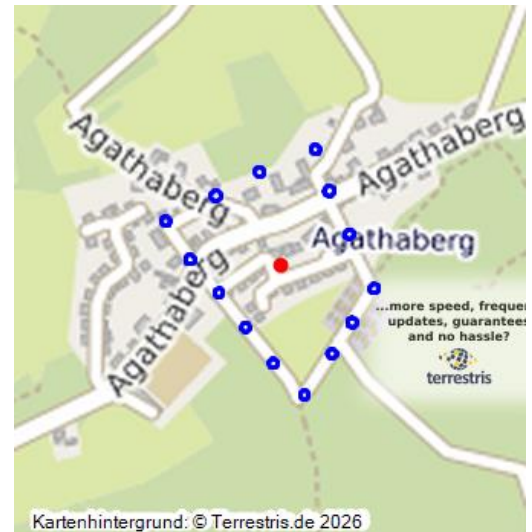 Agathaberg
Agathaberg
Agathaberg
Agathaberg
...more speed, freque
updates, guarantees
and no hassle?
terrestris
Kartenhintergrund: © Terrestris.de 2026